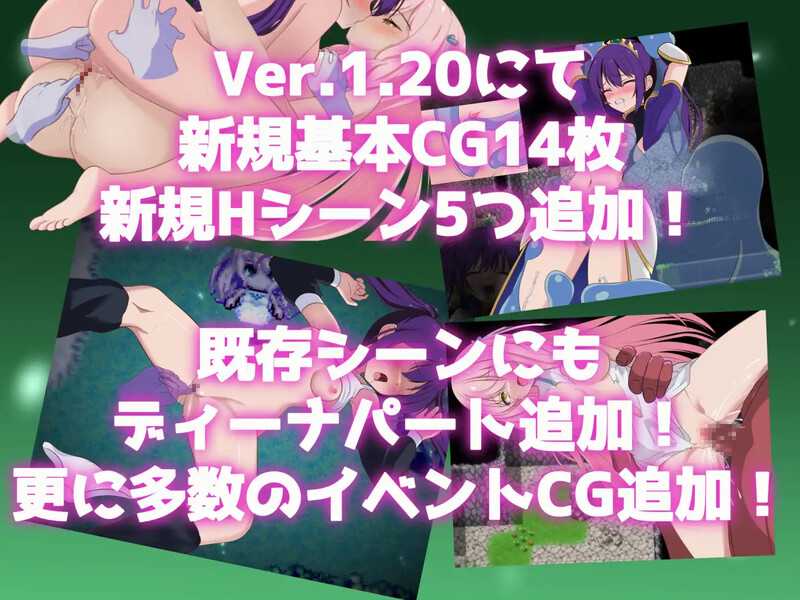 Ver.1.20にて
新規基本CG14枚
新規Hシーン5つ追加！
既存シーンにも
ディーナパート追加！
更に多数のイベントCG追加！